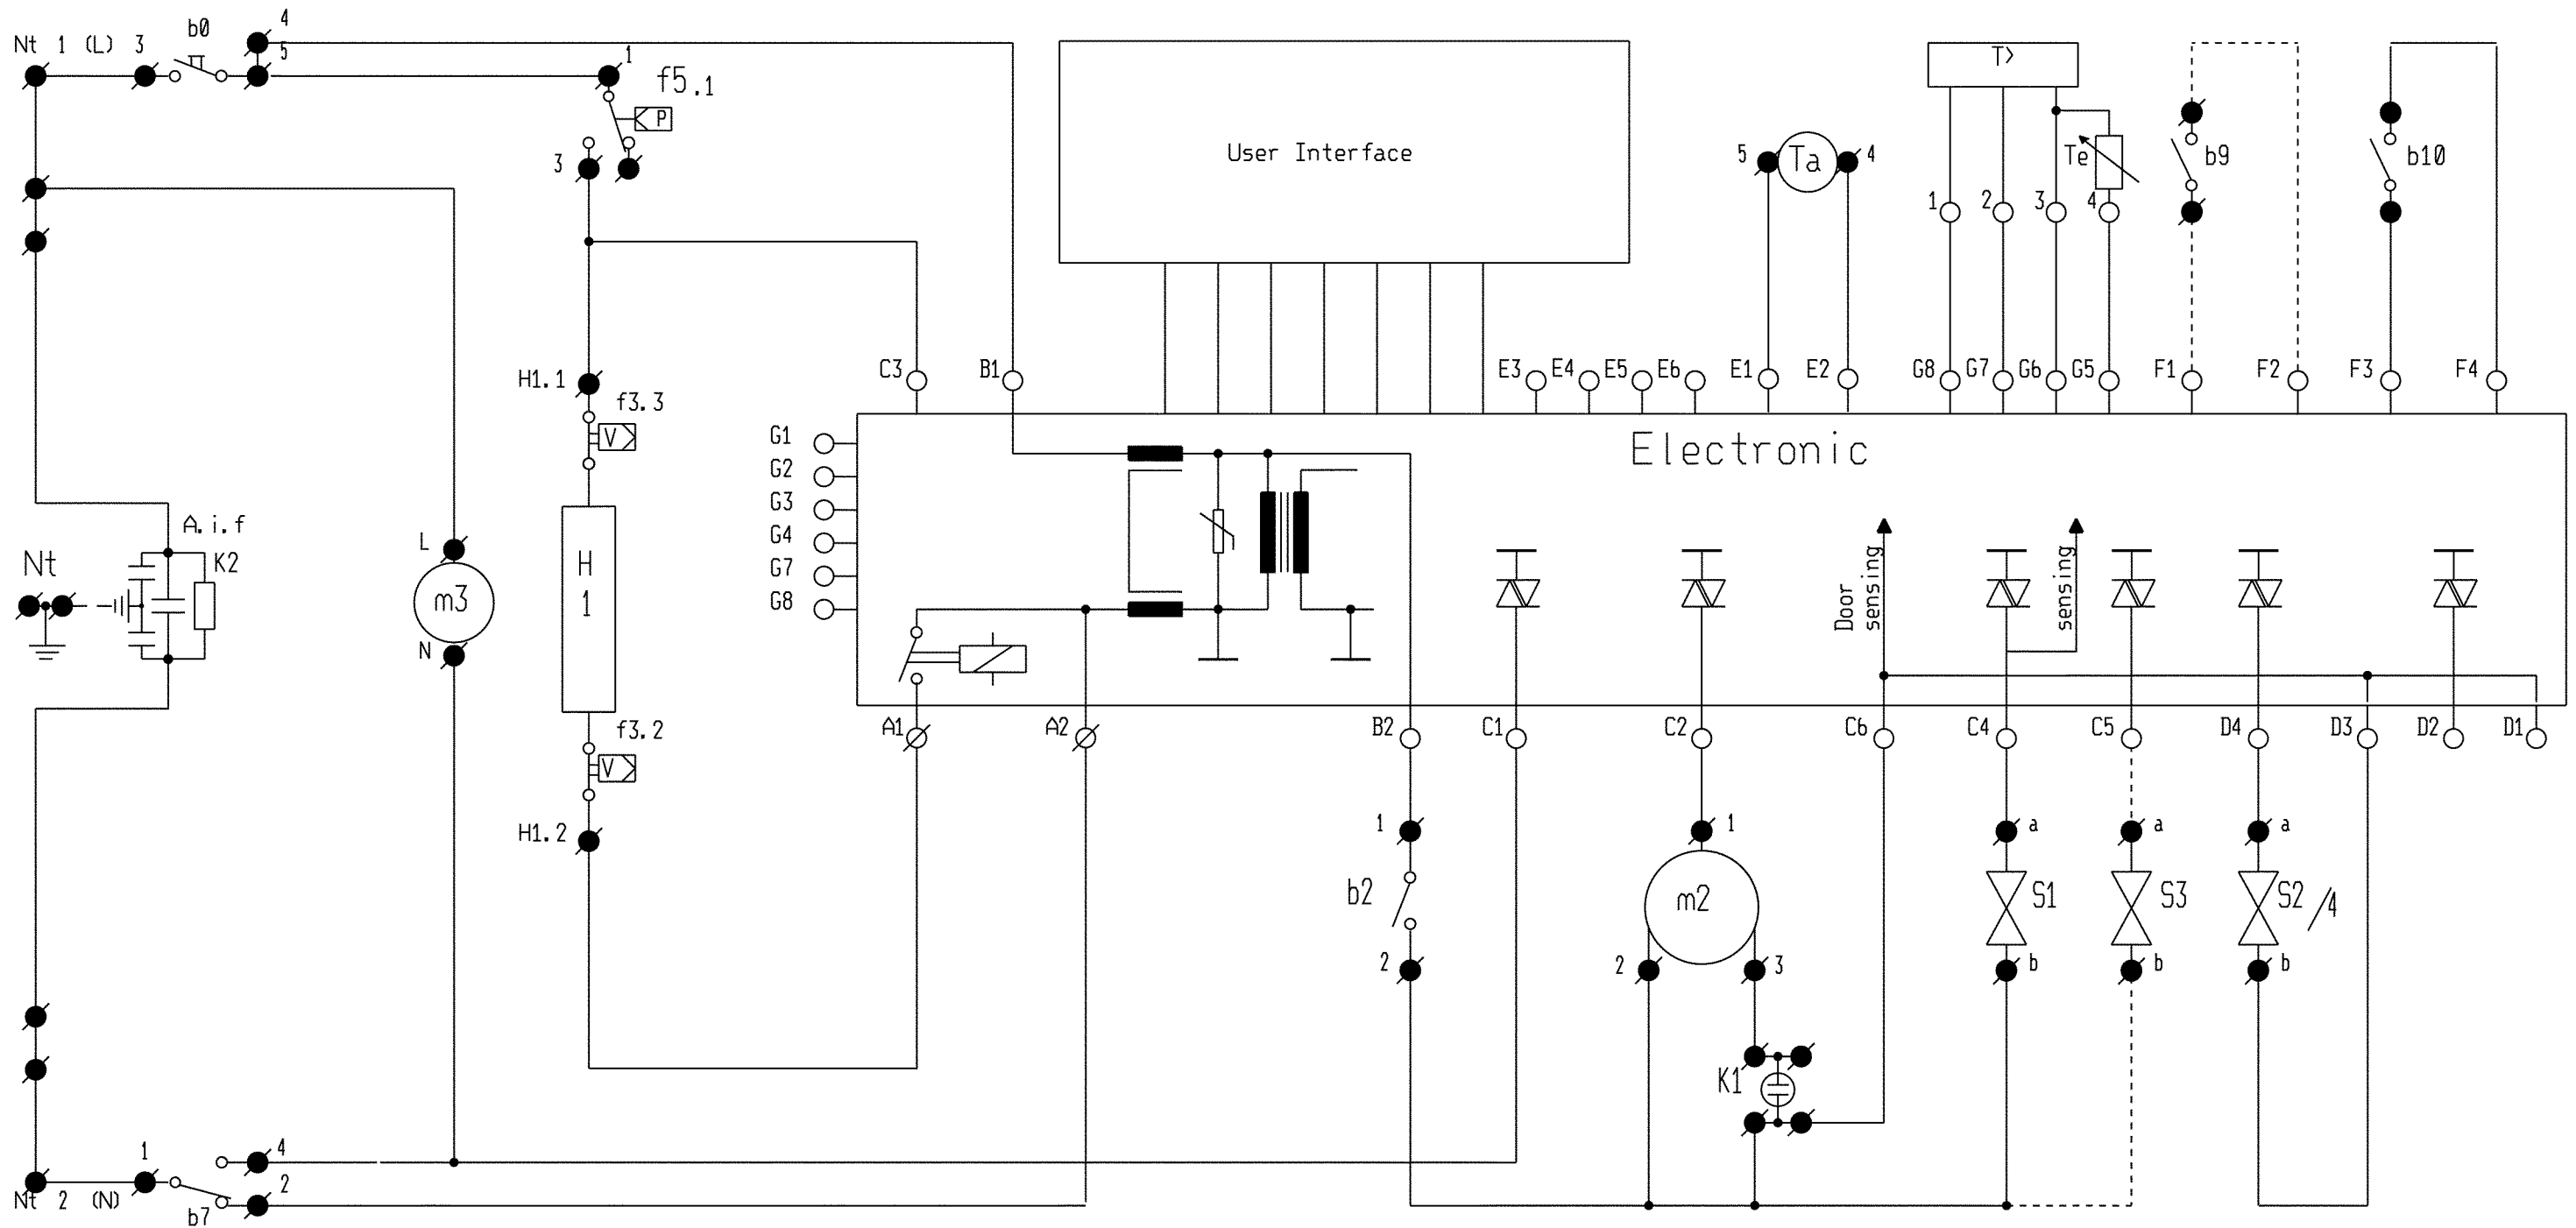 Nt 1 (L) 3
b0
4
5
1
f5.1
P
3
User Interface
5
Ta
4
T>
Te
1
2
3
4
b9
b10
H1.1
f3.3
V
C3
B1
E3
E4
E5
E6
E1
E2
G8
G7
G6
G5
F1
F2
F3
F4
Electronic
G1
G2
G3
G4
G7
G8
A.i.f
K2
Nt
L
m3
N
H
1
Door
sensing
sensing
f3.2
V
H1.2
A1
A2
B2
C1
C2
C6
C4
C5
D4
D3
D2
D1
1
b2
2
1
m2
2
3
K1
a
S1
b
a
S3
b
a
S2/4
b
1
4
2
Nt 2 (N)
b7